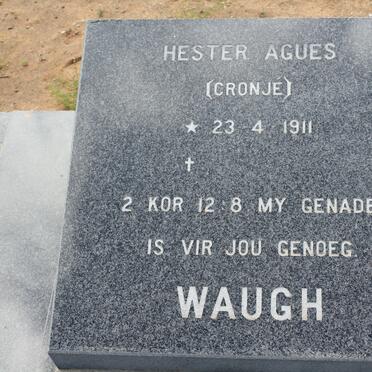 HESTER AGUES
(CRONJE)
★ 23 4 1911
✝
2 KOR 12:8 MY GENADE
IS VIR JOU GENOEG
WAUGH